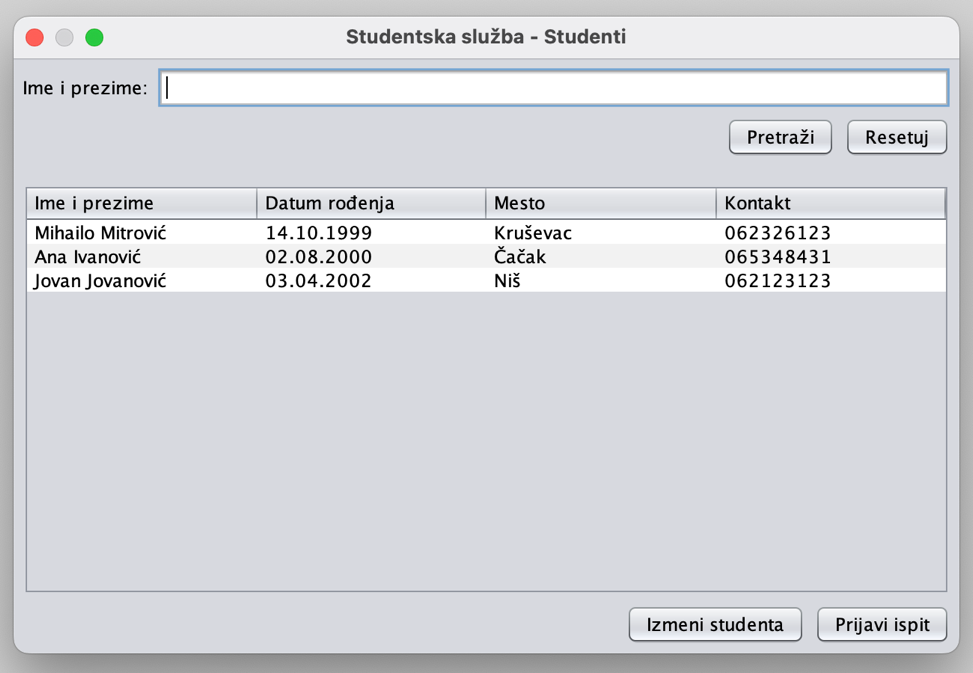 Studentska služba - Studenti
Ime i prezime:
Pretraži Resetuj
Ime i prezime Datum rođenja Mesto Kontakt
Mihailo Mitrović 14.10.1999 Kruševac 062326123
Ana Ivanović 02.08.2000 Čačak 065348431
Jovan Jovanović 03.04.2002 Niš 062123123
Izmeni studenta Prijavi ispit